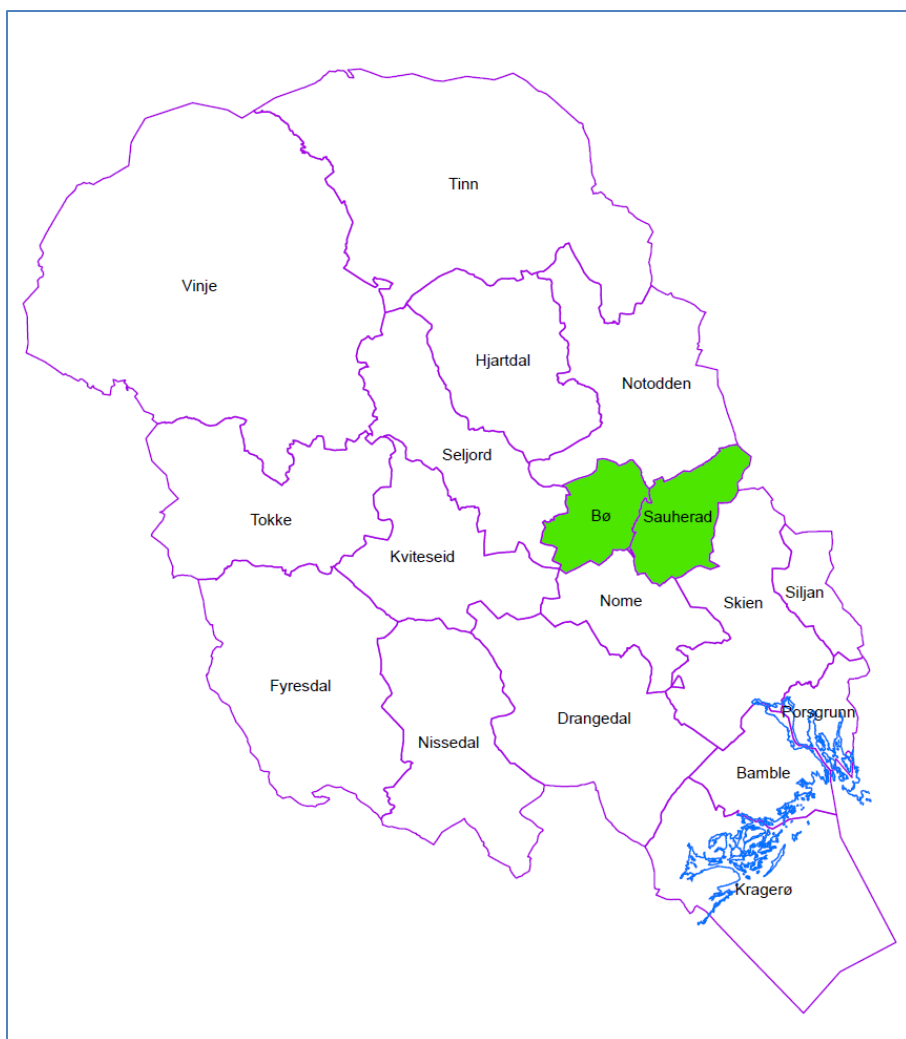 Tinn
Vinje
Hjartdal
Notodden
Seljord
Bø
Sauherad
Tokke
Kviteseid
Nome
Skien
Siljan
Fyresdal
Drangedal
Porsgrunn
Nissedal
Bamble
Kragerø